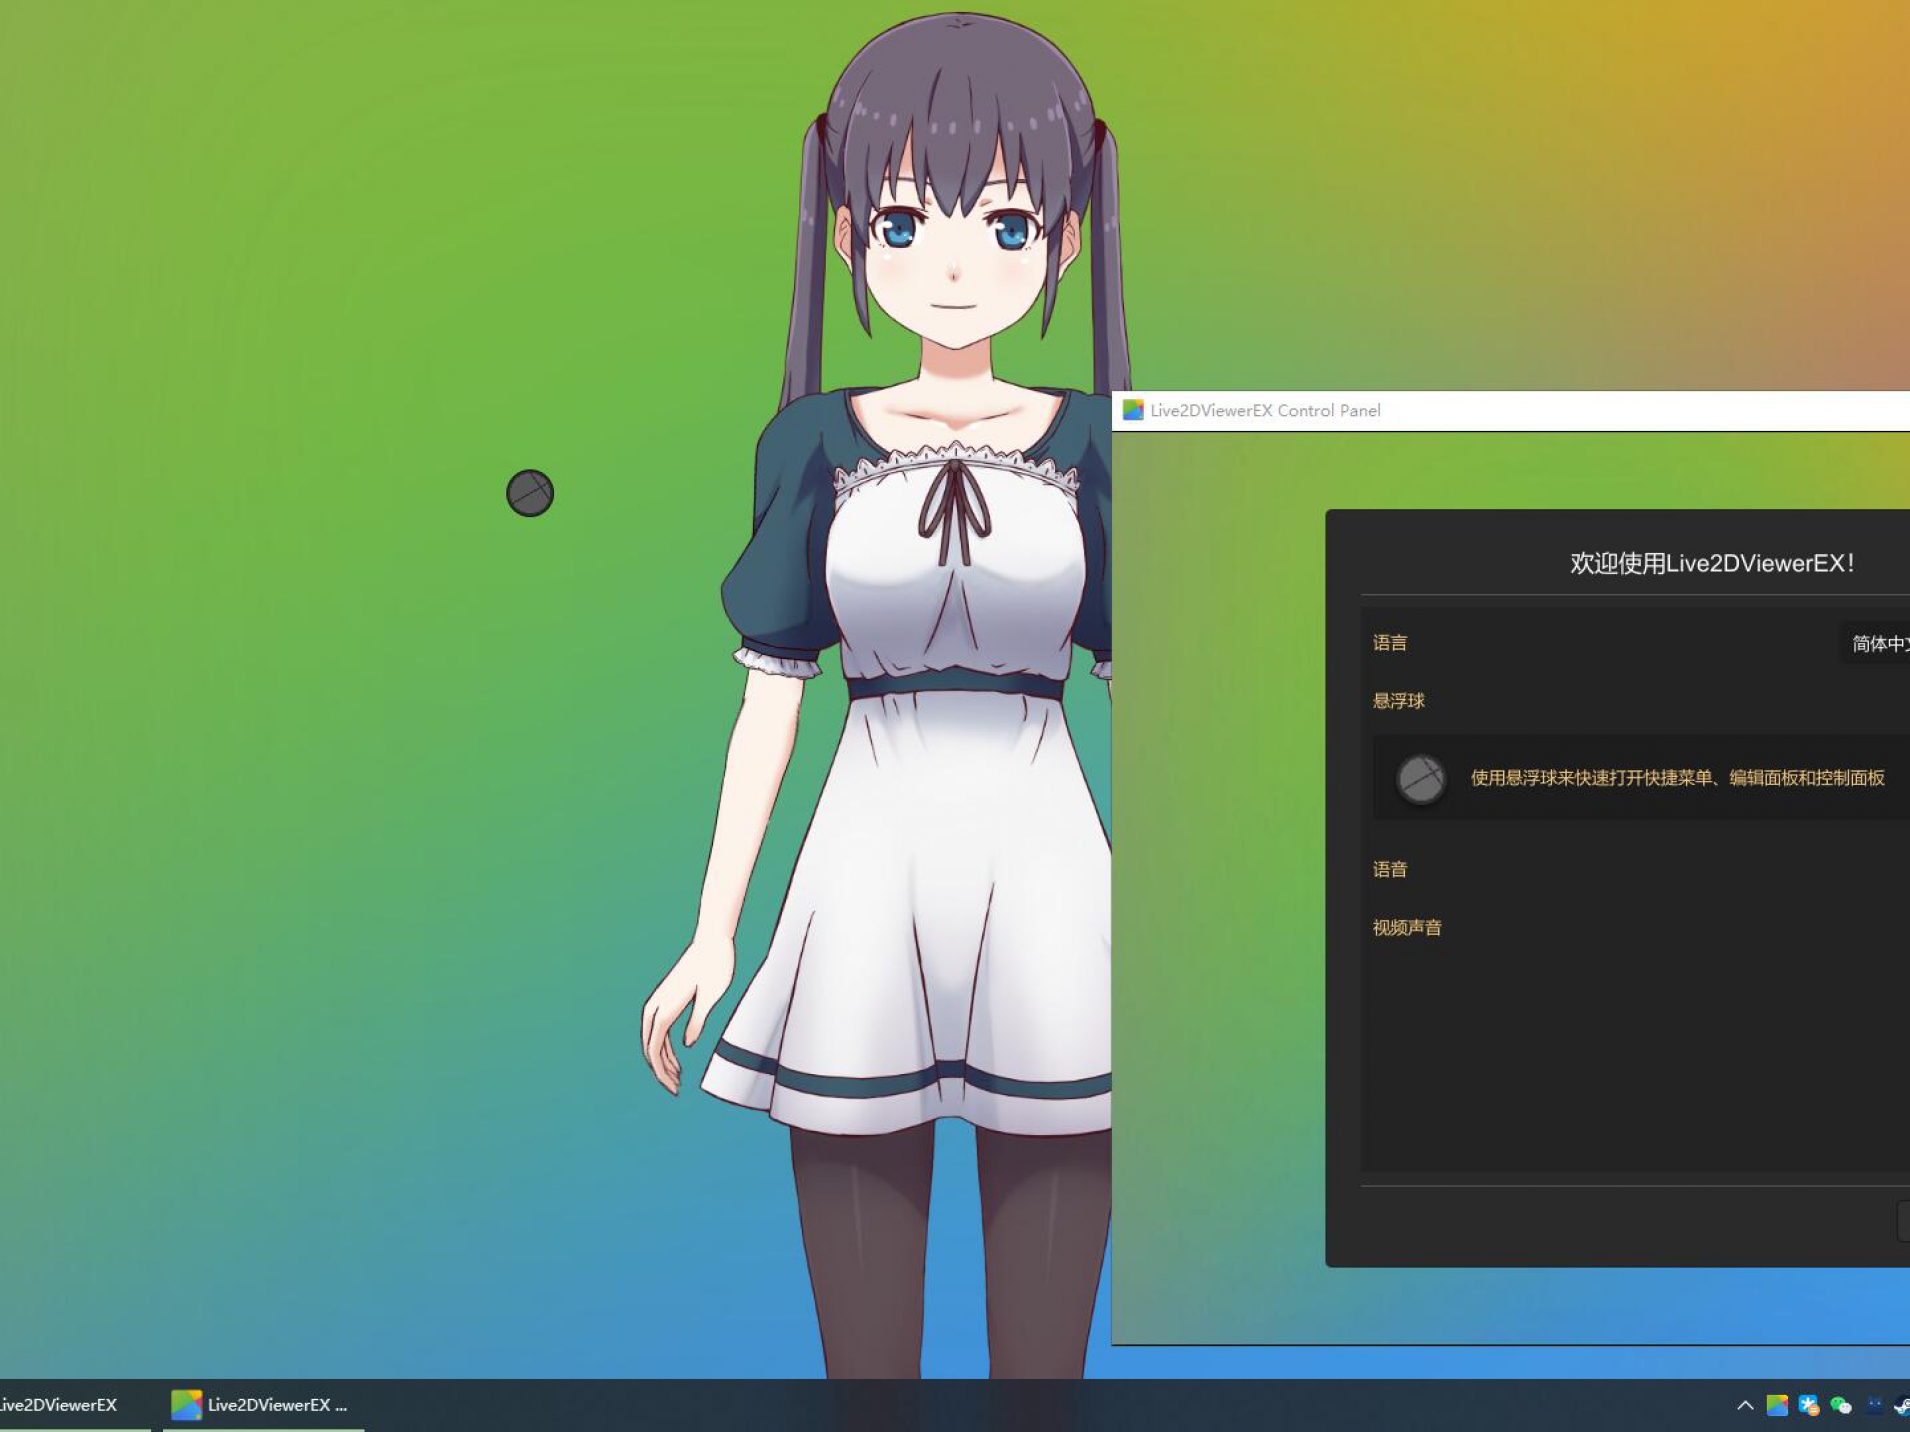 Live2DViewerEX Control Panel
欢迎使用Live2DViewerEX！
语言
简体中
悬浮球
使用悬浮球来快速打开快捷菜单、编辑面板和控制面板
语音
视频声音
Live2DViewerEX
Live2DViewerEX ...